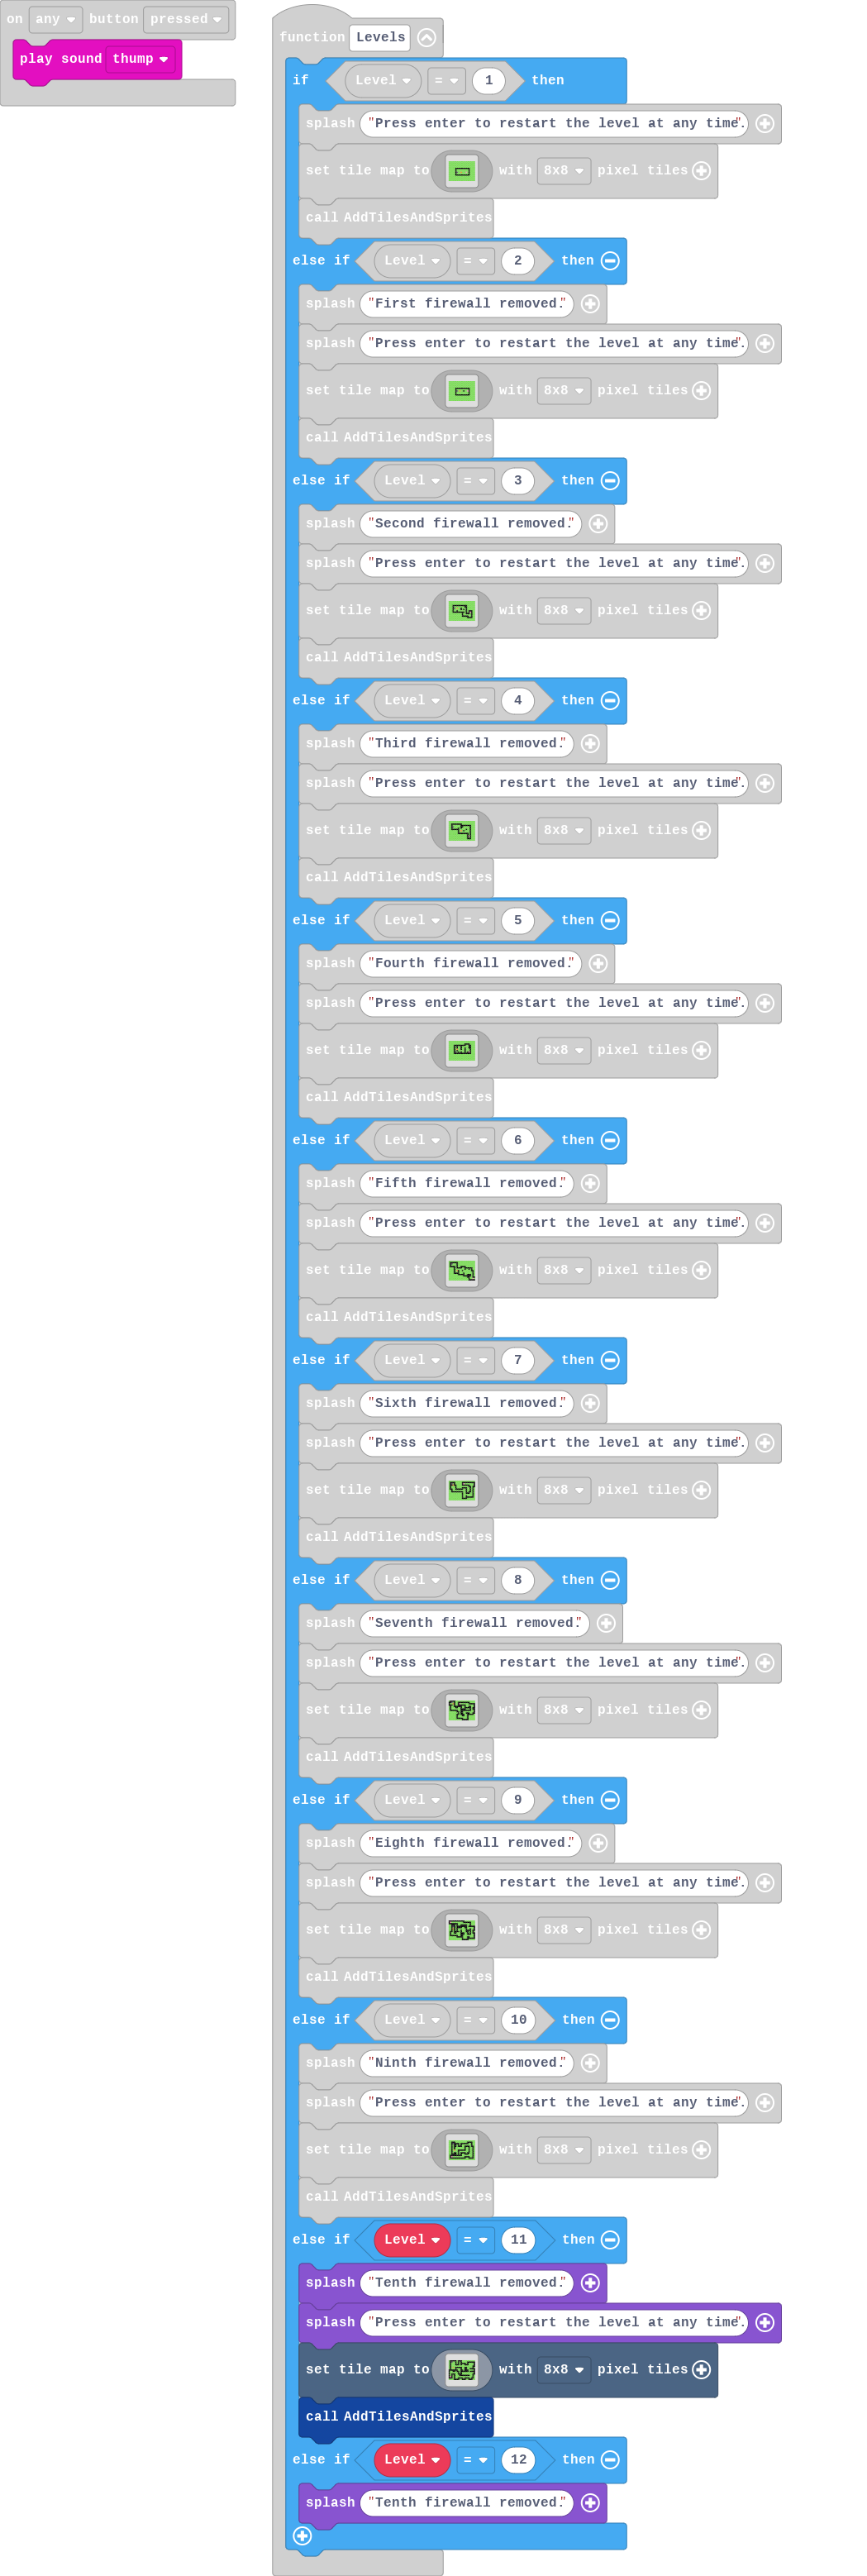 on any button pressed
play sound thump
function Levels
if Level = 1 then
splash "Press enter to restart the level at any time."
set tile map to with 8x8 pixel tiles
call AddTilesAndSprites
else if Level = 2 then
splash "First firewall removed."
splash "Press enter to restart the level at any time."
set tile map to with 8x8 pixel tiles
call AddTilesAndSprites
else if Level = 3 then
splash "Second firewall removed."
splash "Press enter to restart the level at any time."
set tile map to with 8x8 pixel tiles
call AddTilesAndSprites
else if Level = 4 then
splash "Third firewall removed."
splash "Press enter to restart the level at any time."
set tile map to with 8x8 pixel tiles
call AddTilesAndSprites
else if Level = 5 then
splash "Fourth firewall removed."
splash "Press enter to restart the level at any time."
set tile map to with 8x8 pixel tiles
call AddTilesAndSprites
else if Level = 6 then
splash "Fifth firewall removed."
splash "Press enter to restart the level at any time."
set tile map to with 8x8 pixel tiles
call AddTilesAndSprites
else if Level = 7 then
splash "Sixth firewall removed."
splash "Press enter to restart the level at any time."
set tile map to with 8x8 pixel tiles
call AddTilesAndSprites
else if Level = 8 then
splash "Seventh firewall removed."
splash "Press enter to restart the level at any time."
set tile map to with 8x8 pixel tiles
call AddTilesAndSprites
else if Level = 9 then
splash "Eighth firewall removed."
splash "Press enter to restart the level at any time."
set tile map to with 8x8 pixel tiles
call AddTilesAndSprites
else if Level = 10 then
splash "Ninth firewall removed."
splash "Press enter to restart the level at any time."
set tile map to with 8x8 pixel tiles
call AddTilesAndSprites
else if Level = 11 then
splash "Tenth firewall removed."
splash "Press enter to restart the level at any time."
set tile map to with 8x8 pixel tiles
call AddTilesAndSprites
else if Level = 12 then
splash "Tenth firewall removed."